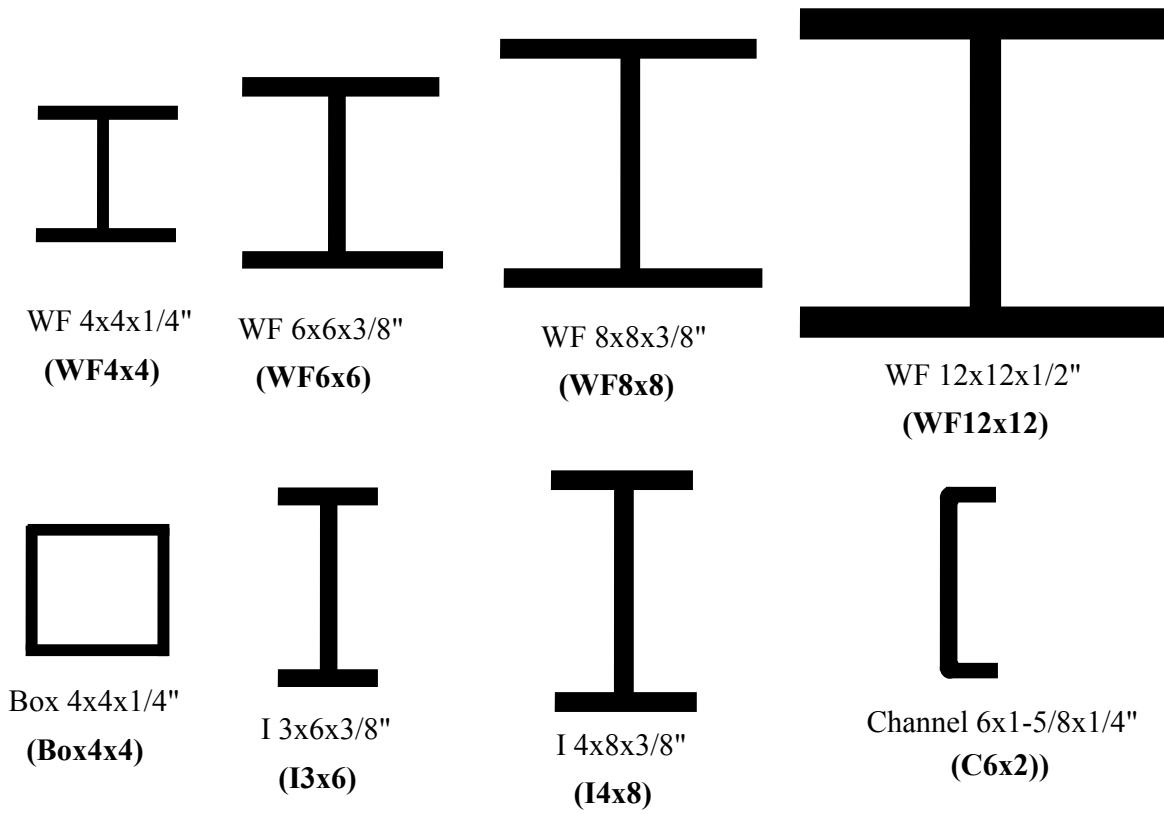 WF 4x4x1/4"
(WF4x4)
WF 6x6x3/8"
(WF6x6)
WF 8x8x3/8"
(WF8x8)
WF 12x12x1/2"
(WF12x12)
Box 4x4x1/4"
(Box4x4)
I 3x6x3/8"
(I3x6)
I 4x8x3/8"
(I4x8)
Channel 6x1-5/8x1/4"
(C6x2))